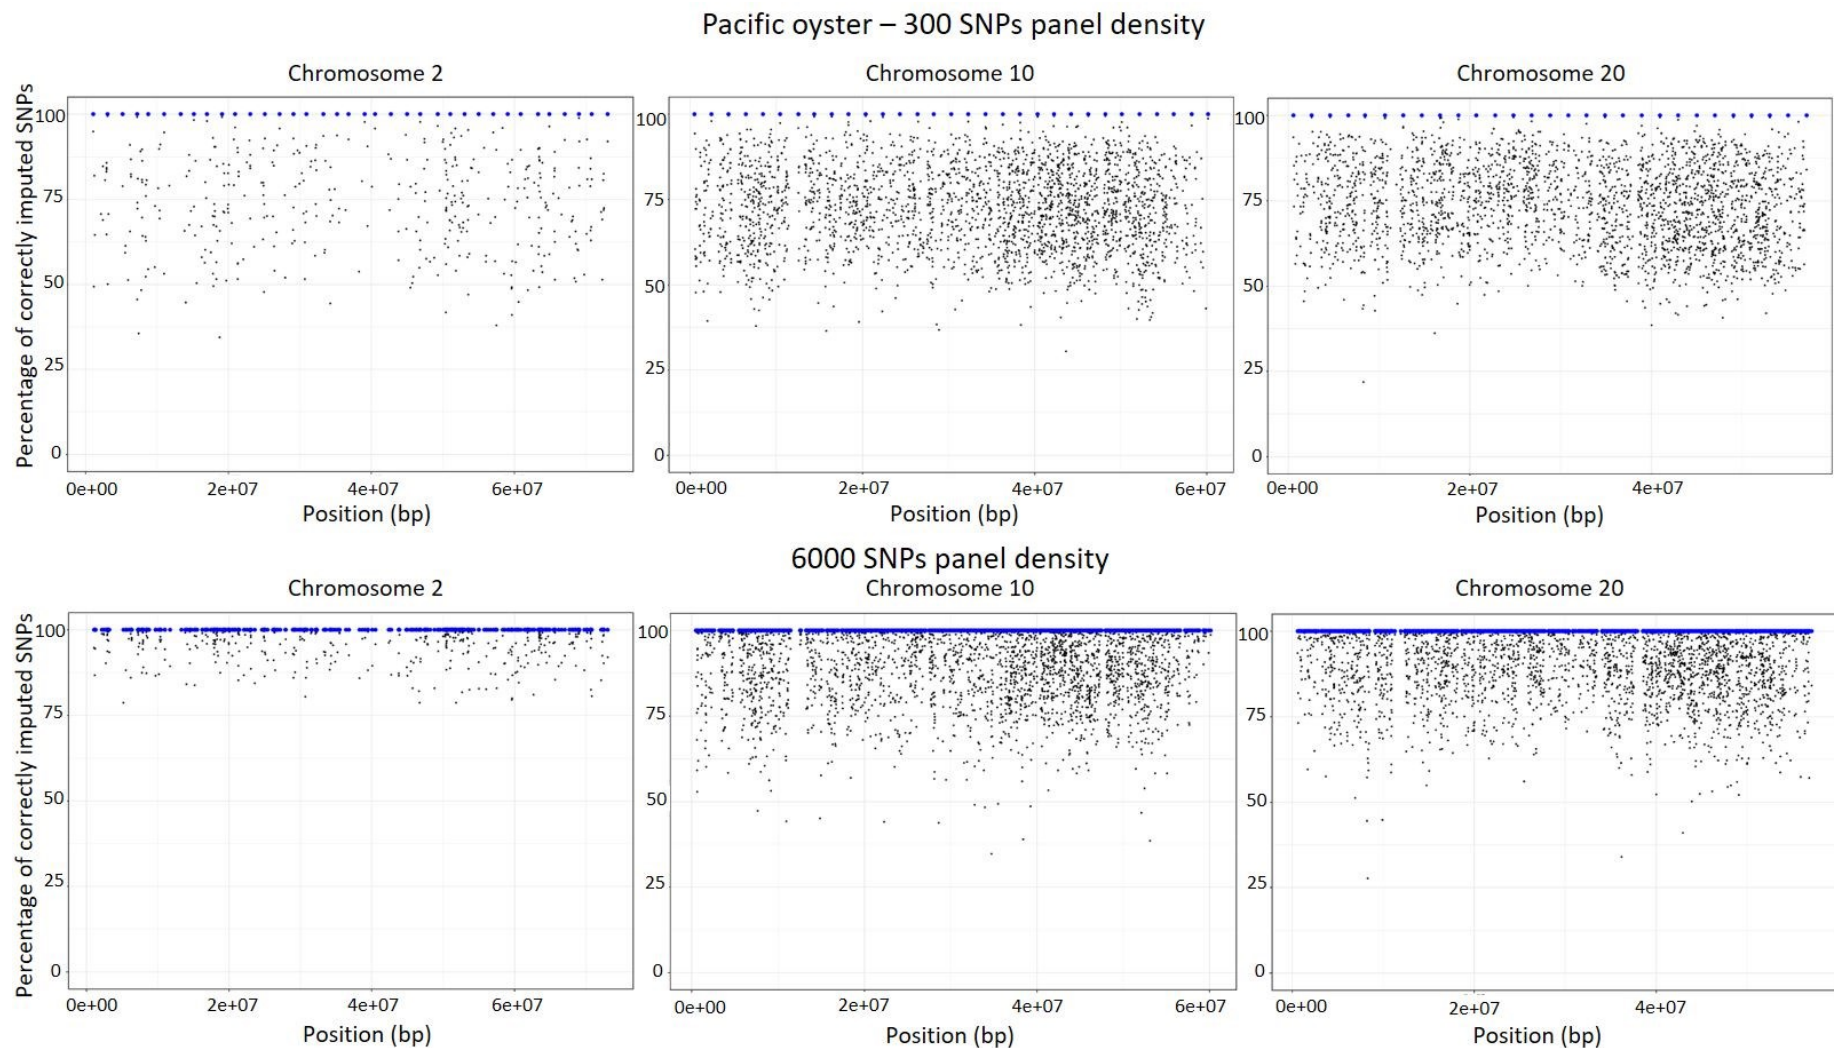 Pacific oyster – 300 SNPs panel density
Chromosome 2
Chromosome 10
Chromosome 20
Percentage of correctly imputed SNPs
100
75
50
25
0
0e+00 2e+07 4e+07 6e+07
Position (bp)
100
75
50
25
0
0e+00 2e+07 4e+07 6e+07
Position (bp)
100
75
50
25
0
0e+00 2e+07 4e+07
Position (bp)
6000 SNPs panel density
Chromosome 2
Chromosome 10
Chromosome 20
Percentage of correctly imputed SNPs
100
75
50
25
0
0e+00 2e+07 4e+07 6e+07
Position (bp)
100
75
50
25
0
0e+00 2e+07 4e+07 6e+07
Position (bp)
100
75
50
25
0
0e+00 2e+07 4e+07
Position (bp)